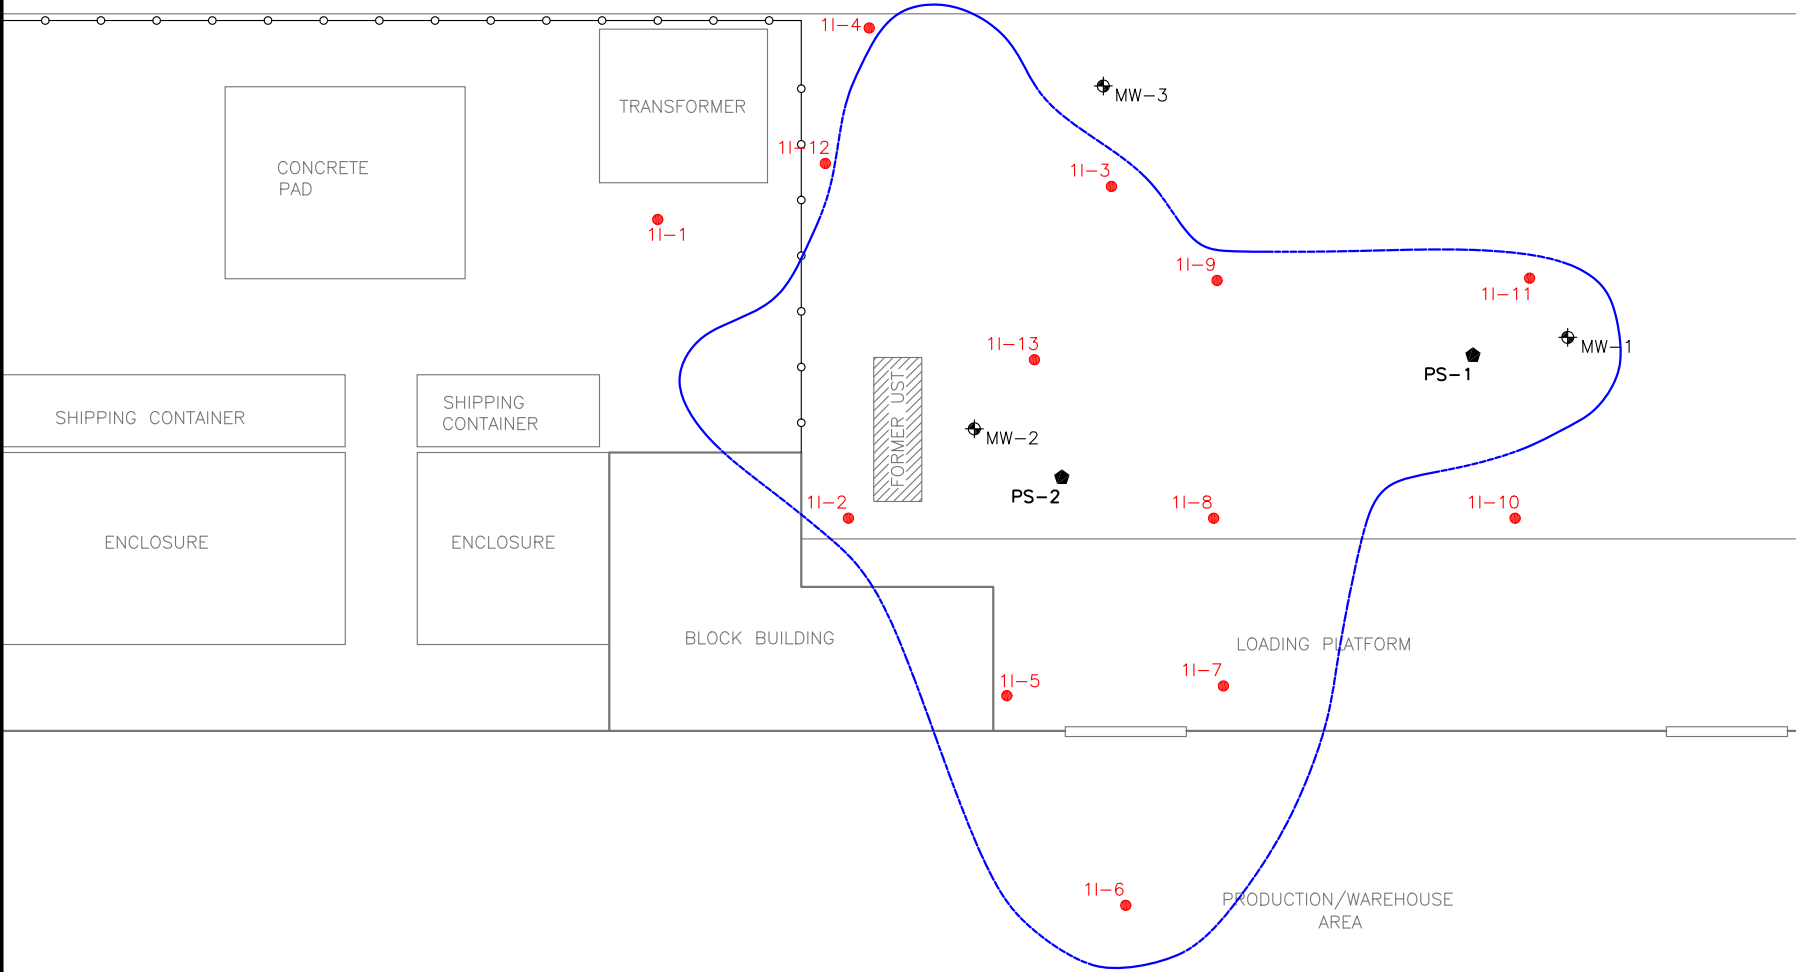 1I-4
MW-3
TRANSFORMER
1I-12
CONCRETE
PAD
1I-3
1I-1
1I-9
1I-11
1I-13
MW-1
PS-1
FORMER UST
SHIPPING CONTAINER
SHIPPING
CONTAINER
MW-2
PS-2
1I-2
1I-8
1I-10
ENCLOSURE
ENCLOSURE
BLOCK BUILDING
LOADING PLATFORM
1I-5
1I-7
1I-6
PRODUCTION/WAREHOUSE
AREA